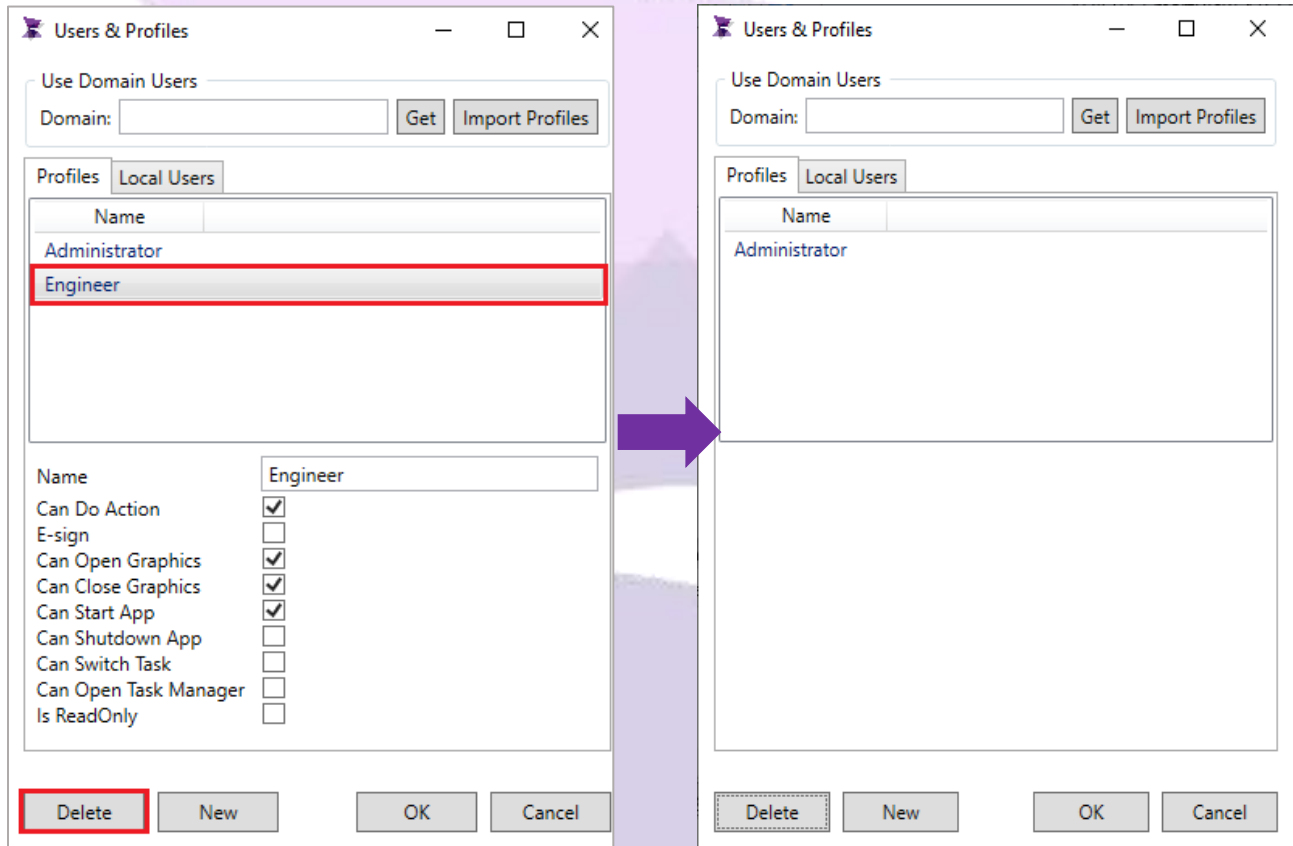 Users & Profiles
Use Domain Users
Domain: Get Import Profiles
Profiles Local Users
Name
Administrator
Engineer
Name Engineer
Can Do Action
E-sign
Can Open Graphics
Can Close Graphics
Can Start App
Can Shutdown App
Can Switch Task
Can Open Task Manager
Is ReadOnly
Delete New OK Cancel
Users & Profiles
Use Domain Users
Domain: Get Import Profiles
Profiles Local Users
Name
Administrator
Delete New OK Cancel